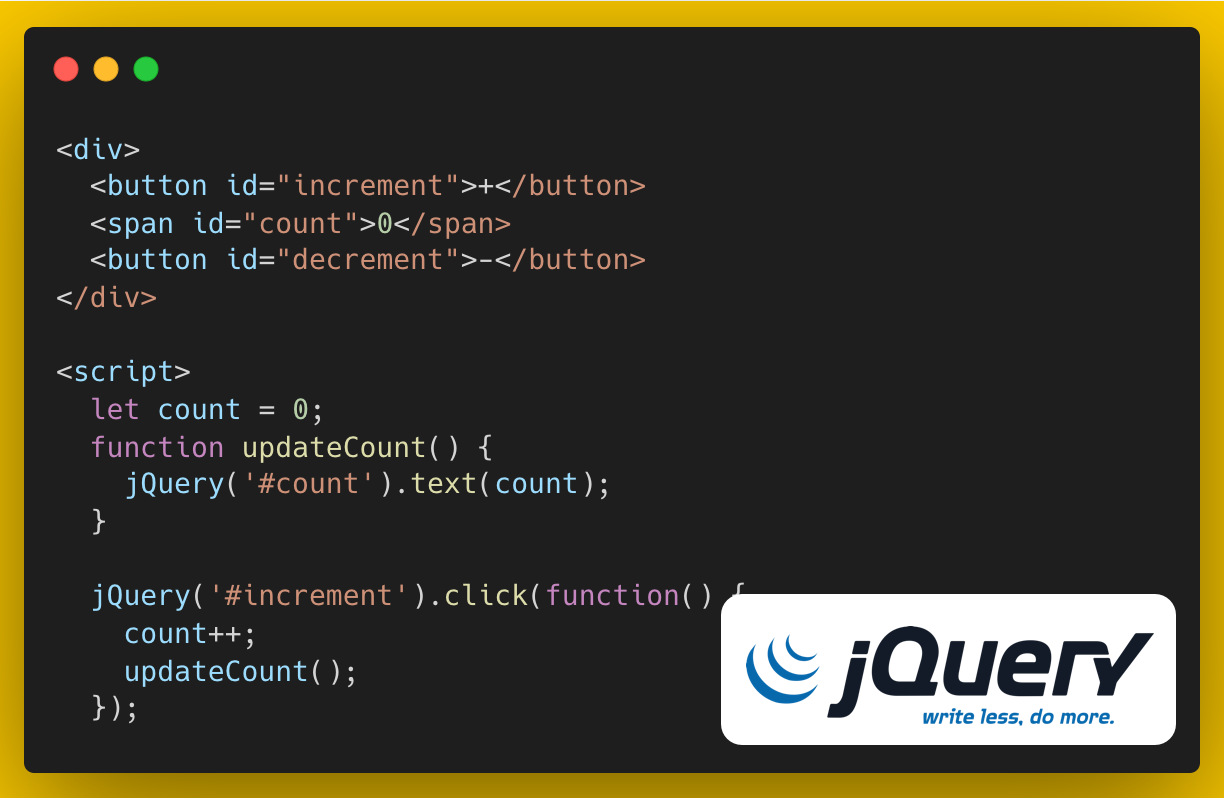 <div>
  <button id="increment">+</button>
  <span id="count">0</span>
  <button id="decrement">-</button>
</div>

<script>
  let count = 0;
  function updateCount() {
    jQuery('#count').text(count);
  }

  jQuery('#increment').click(function() {
    count++;
    updateCount();
  });
jQuery
write less, do more.